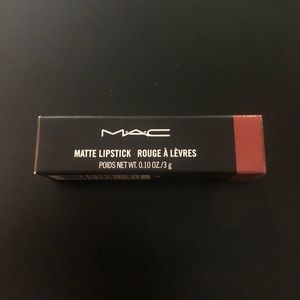 MAC
MATTE LIPSTICK ROUGE À LÈVRES
POIDS NET WT. 0.10 OZ./3 g